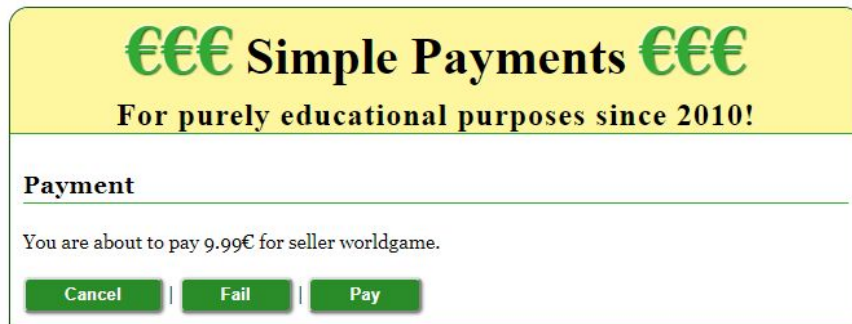 €€€ Simple Payments €€€
For purely educational purposes since 2010!
Payment
You are about to pay 9.99€ for seller worldgame.
Cancel | Fail | Pay